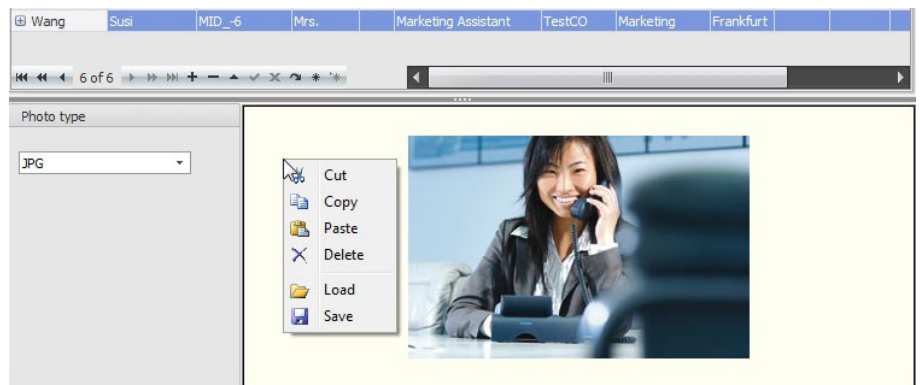 Wang Susi MID_-6 Mrs. Marketing Assistant TestCO Marketing Frankfurt
6 of 6
Photo type
JPG
Cut
Copy
Paste
Delete
Load
Save